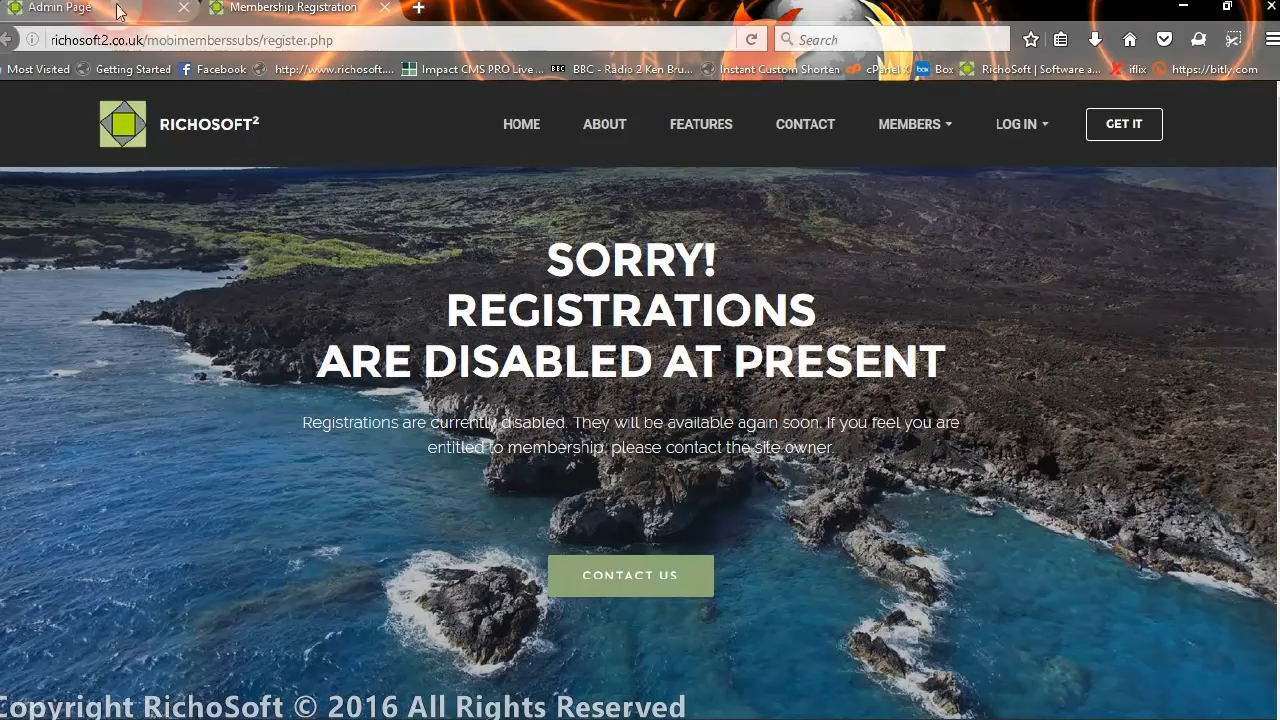 Admin Page
Membership Registration
richosoft2.co.uk/mobimemberssubs/register.php
Search
Most Visited
Getting Started
Facebook
http://www.richosoft....
Impact CMS PRO Live ...
BBC
BBC - Radio 2 Ken Bru...
Instant Custom Shorten
cPanel X
box
Box
RichoSoft | Software a...
iflix
https://bitly.com
RICHOSOFT²
HOME
ABOUT
FEATURES
CONTACT
MEMBERS
LOG IN
GET IT
SORRY!
REGISTRATIONS
ARE DISABLED AT PRESENT
Registrations are currently disabled. They will be available again soon. If you feel you are
entitled to membership, please contact the site owner.
CONTACT US
Copyright RichoSoft © 2016 All Rights Reserved